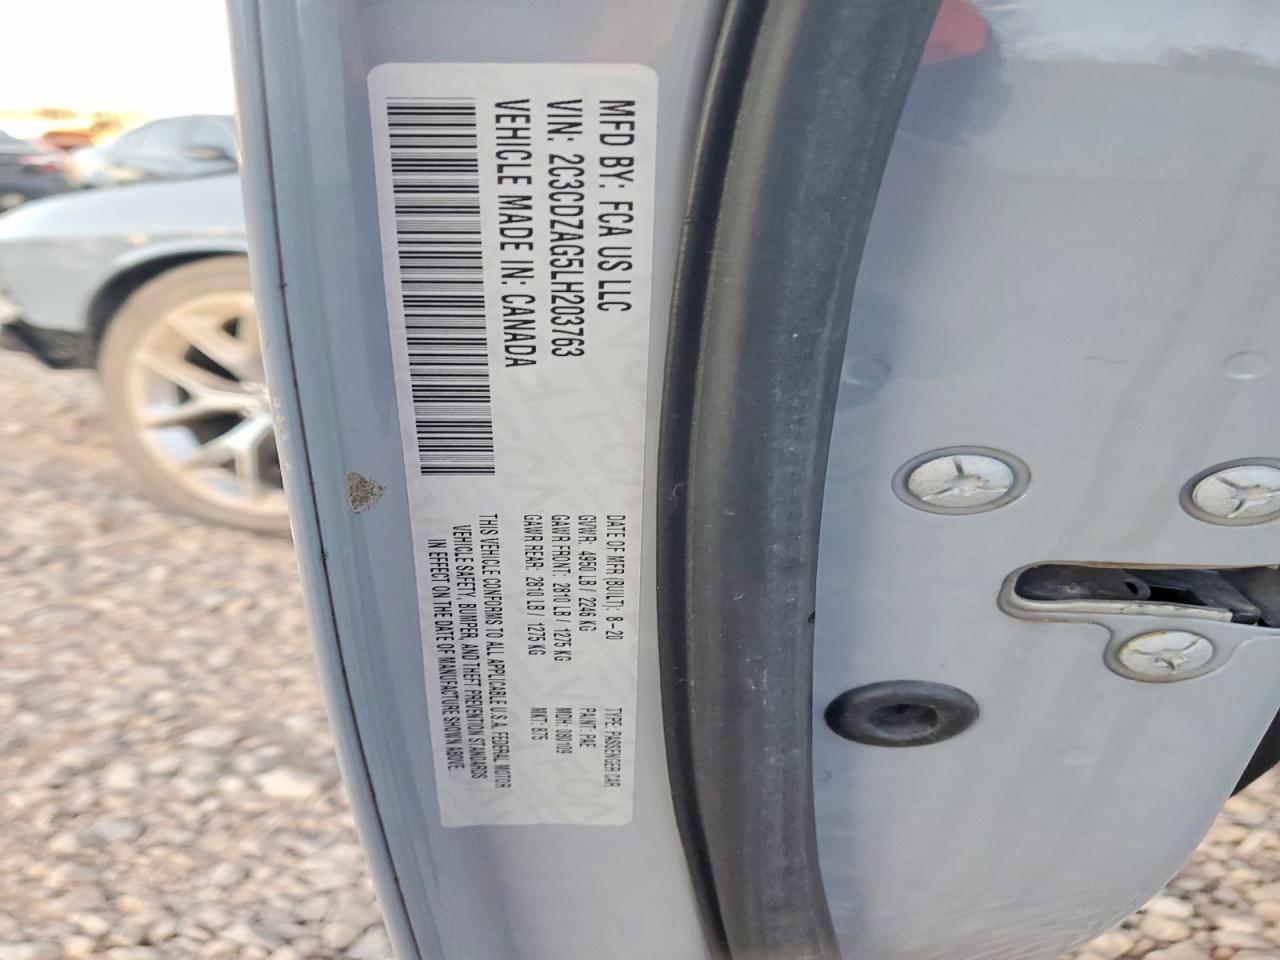 MFD BY: FCA US LLC
VIN: 2C3CDZAG5LH203763
VEHICLE MADE IN: CANADA
DATE OF MFR (BUILT): 8-20
GVWR: 4950 LB / 2246 KG
GAWR FRONT: 2810 LB / 1275 KG
GAWR REAR: 2810 LB / 1275 KG
TYPE: PASSENGER CAR
PAINT: PAE
MDH: 080109
MKT: B75
THIS VEHICLE CONFORMS TO ALL APPLICABLE U.S.A. FEDERAL MOTOR
VEHICLE SAFETY, BUMPER, AND THEFT PREVENTION STANDARDS
IN EFFECT ON THE DATE OF MANUFACTURE SHOWN ABOVE.